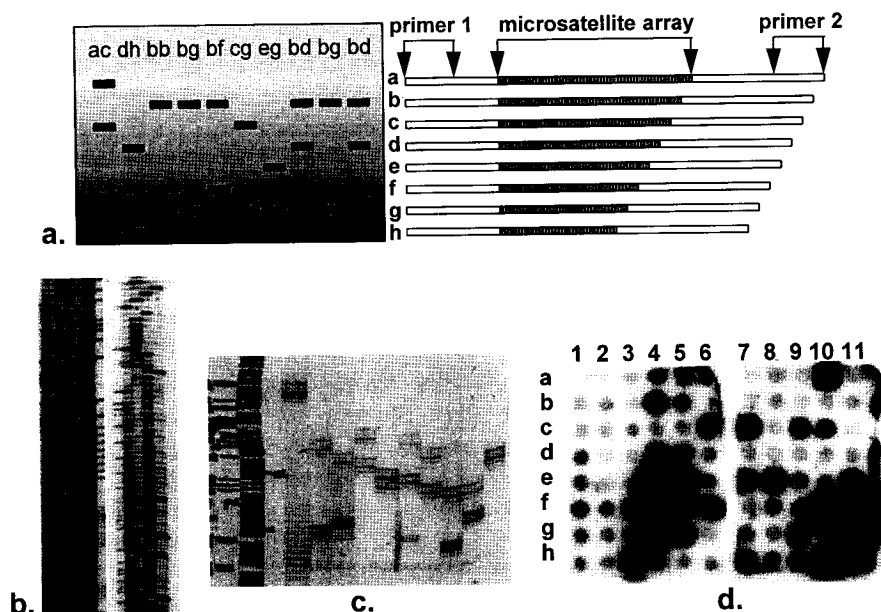 primer 1 microsatellite array primer 2
ac dh bb bg bf cg eg bd bg bd
a
b
c
d
e
f
g
h
a.
1 2 3 4 5 6 7 8 9 10 11
a
b
c
d
e
f
g
h
b. c. d.